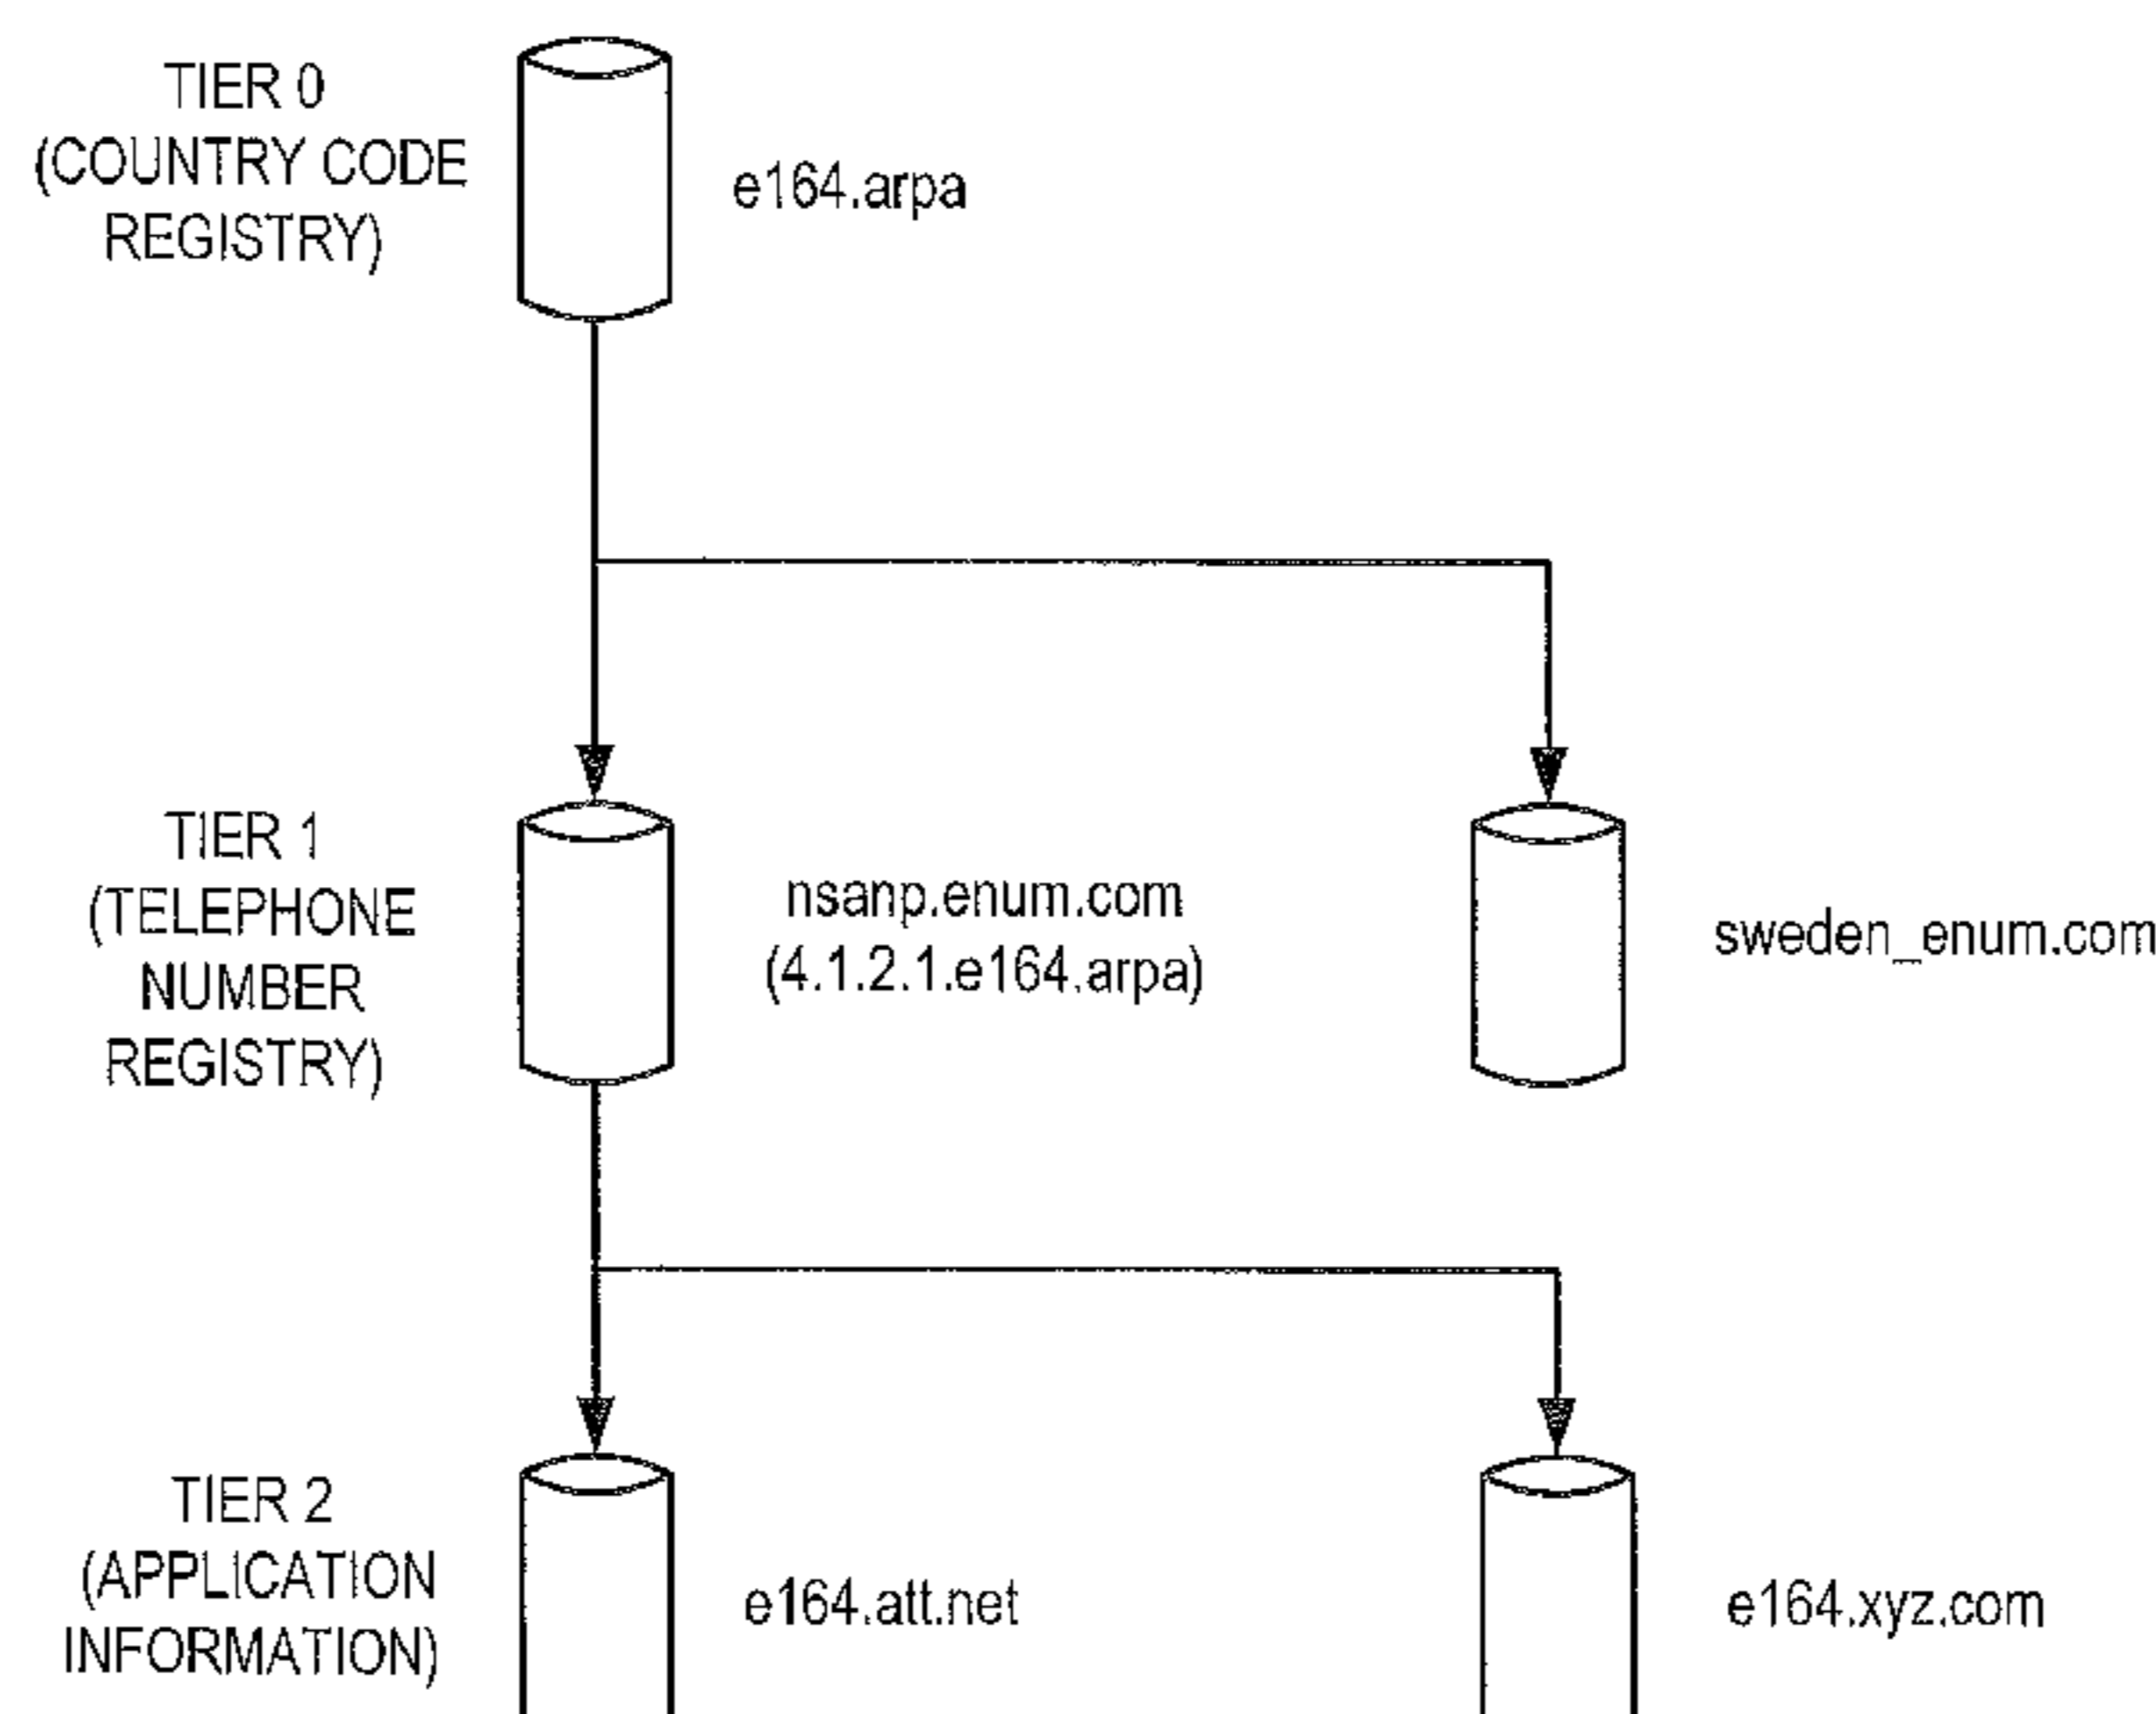 TIER 0
(COUNTRY CODE
REGISTRY)
e164.arpa
TIER 1
(TELEPHONE
NUMBER
REGISTRY)
nsanp.enum.com
(4.1.2.1.e164.arpa)
sweden_enum.com
TIER 2
(APPLICATION
INFORMATION)
e164.att.net
e164.xyz.com